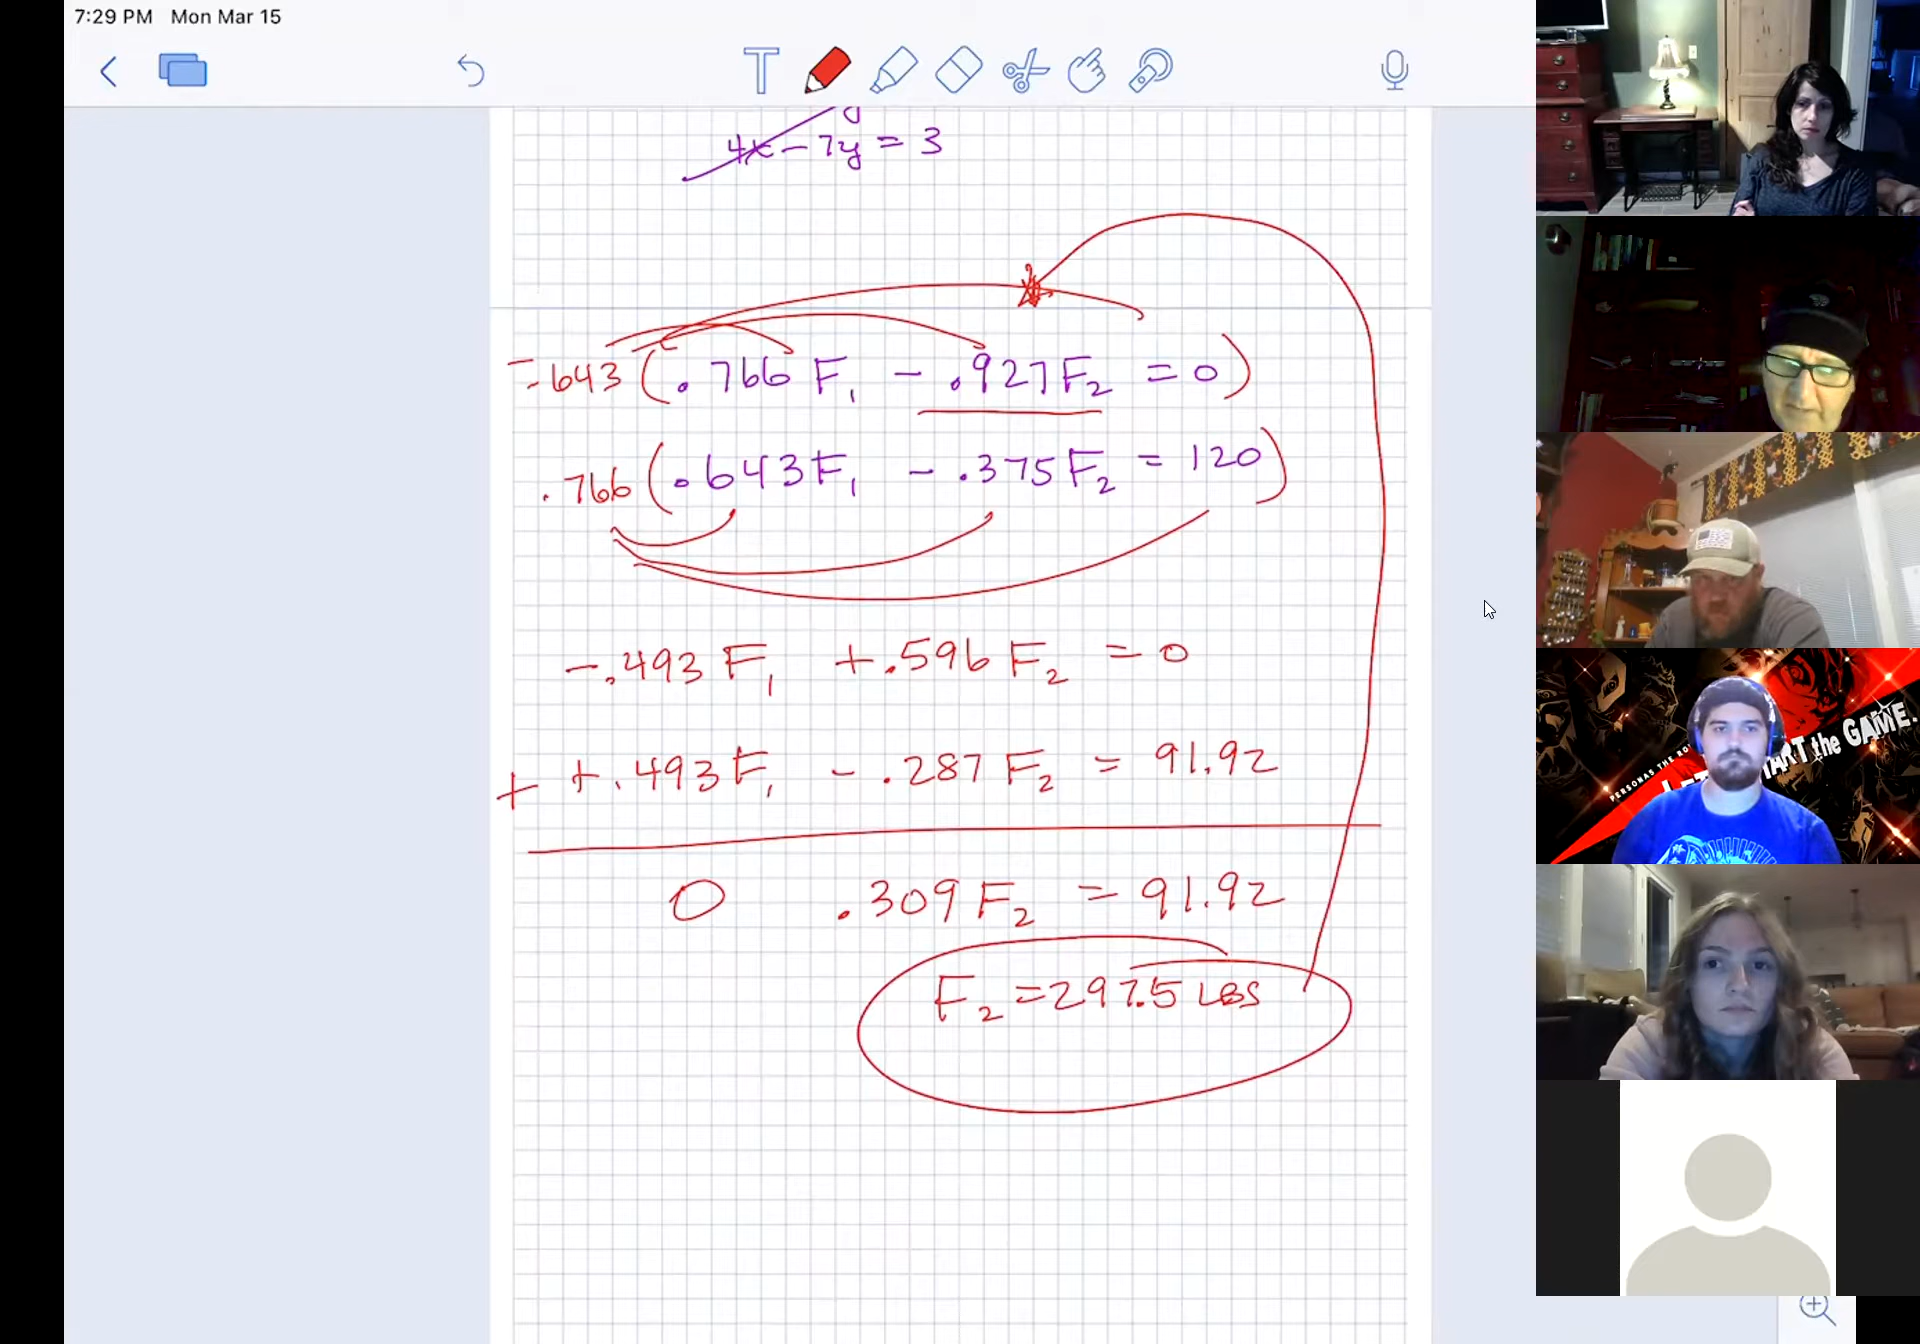 7:29 PM Mon Mar 15
T
4x - 7y = 3
-.643 (.766 F₁ - .927 F₂ = 0)
.766 (.643 F₁ - .375 F₂ = 120)
-.493 F₁ +.596 F₂ = 0
+ +.493 F₁ - .287 F₂ = 91.92
0 .309 F₂ = 91.92
F₂ = 297.5 LBS
PERSONAS THE
START the GAME.